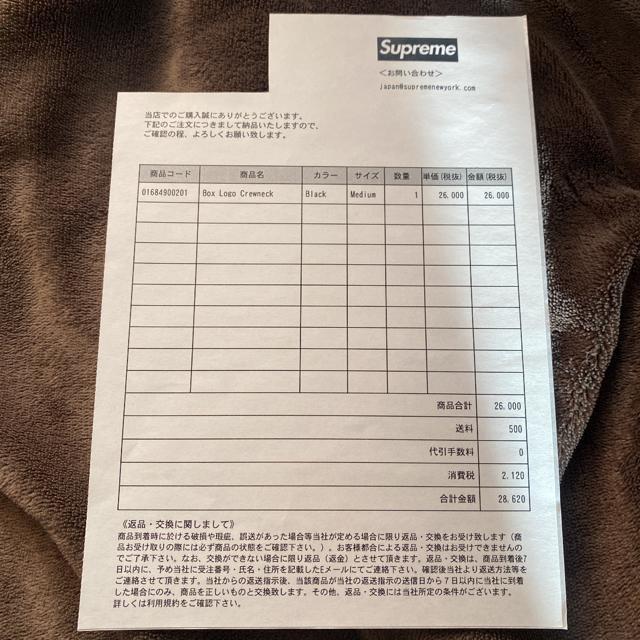 Supreme
＜お問い合わせ＞
japan@supremenewyork.com
当店でのご購入誠にありがとうございます。
下記のご注文につきまして納品いたしますので、
ご確認の程、よろしくお願い致します。
商品コード 商品名 カラー サイズ 数量 単価(税抜) 金額(税抜)
01684900201 Box Logo Crewneck Black Medium 1 26,000 26,000
商品合計 26,000
送料 500
代引手数料 0
消費税 2,120
合計金額 28,620
《返品・交換に関しまして》
商品到着時に於ける破損や瑕疵、誤送があった場合等当社が定める場合に限り返品・交換をお受け致します（商
品お受け取りの際には必ず商品の状態をご確認下さい。）。お客様都合による返品・交換はお受けできませんの
でご了承下さい。なお、交換ができない場合に限り返品（返金）とさせて頂きます。返品・交換は、商品到着後7
日以内に、予め当社に受注番号・氏名・住所を記載したEメールにてご連絡下さい。確認後当社より返送方法等を
ご連絡させて頂きます。当社からの返送指示後、当該商品が当社の返送指示の送信日から７日以内に当社に到着
した場合にのみ、商品を正しいものと交換致します。その他、返品・交換には当社所定の条件がございます。
詳しくは利用規約をご確認下さい。